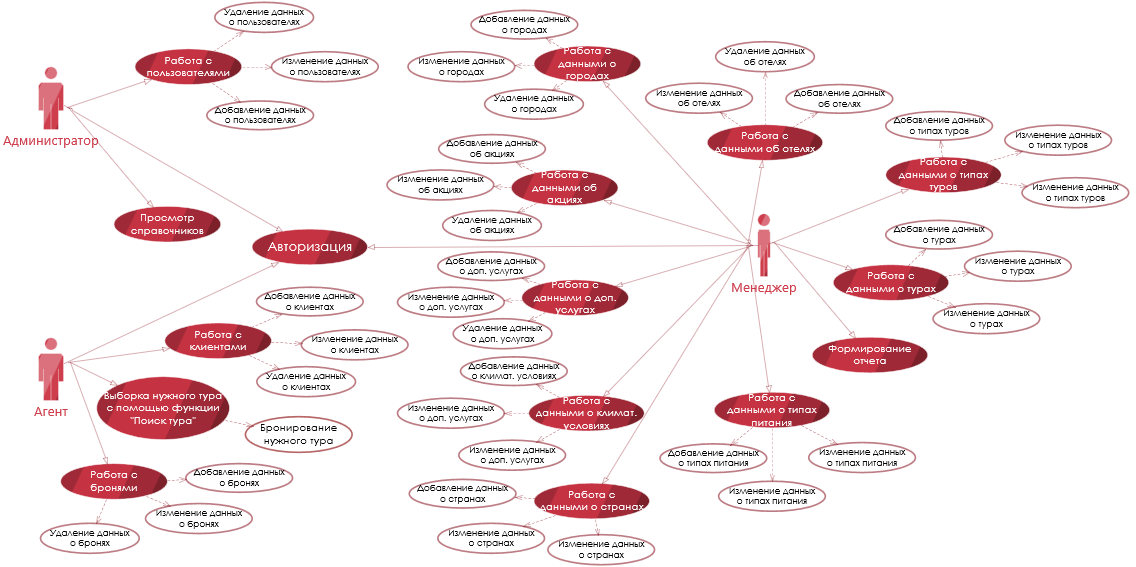 Удаление данных
о пользователях
Работа с
пользователями
Изменение данных
о пользователях
Добавление данных
о пользователях
Администратор
Просмотр
справочников
Авторизация
Добавление данных
о клиентах
Работа с
клиентами
Изменение данных
о клиентах
Удаление данных
о клиентах
Агент
Выборка нужного тура
с помощью функции
"Поиск тура"
Бронирование
нужного тура
Работа с
бронями
Добавление данных
о бронях
Изменение данных
о бронях
Удаление данных
о бронях
Добавление данных
о городах
Работа с
данными о
городах
Изменение данных
о городах
Удаление данных
о городах
Добавление данных
об акциях
Изменение данных
об акциях
Работа с
данными об
акциях
Удаление данных
об акциях
Добавление данных
о доп. услугах
Изменение данных
о доп. услугах
Работа с
данными о доп.
услугах
Удаление данных
о доп. услугах
Добавление данных
о климат. условиях
Изменение данных
о доп. услугах
Работа с
данными о климат.
условиях
Изменение данных
о доп. услугах
Добавление данных
о странах
Работа с
данными о странах
Изменение данных
о странах
Изменение данных
о странах
Удаление данных
об отелях
Изменение данных
об отелях
Добавление данных
об отелях
Работа с
данными об отелях
Добавление данных
о типах туров
Изменение данных
о типах туров
Работа с
данными о типах
туров
Изменение данных
о типах туров
Менеджер
Добавление данных
о турах
Изменение данных
о турах
Работа с
данными о турах
Изменение данных
о турах
Формирование
отчета
Работа с
данными о типах
питания
Добавление данных
о типах питания
Изменение данных
о типах питания
Изменение данных
о типах питания